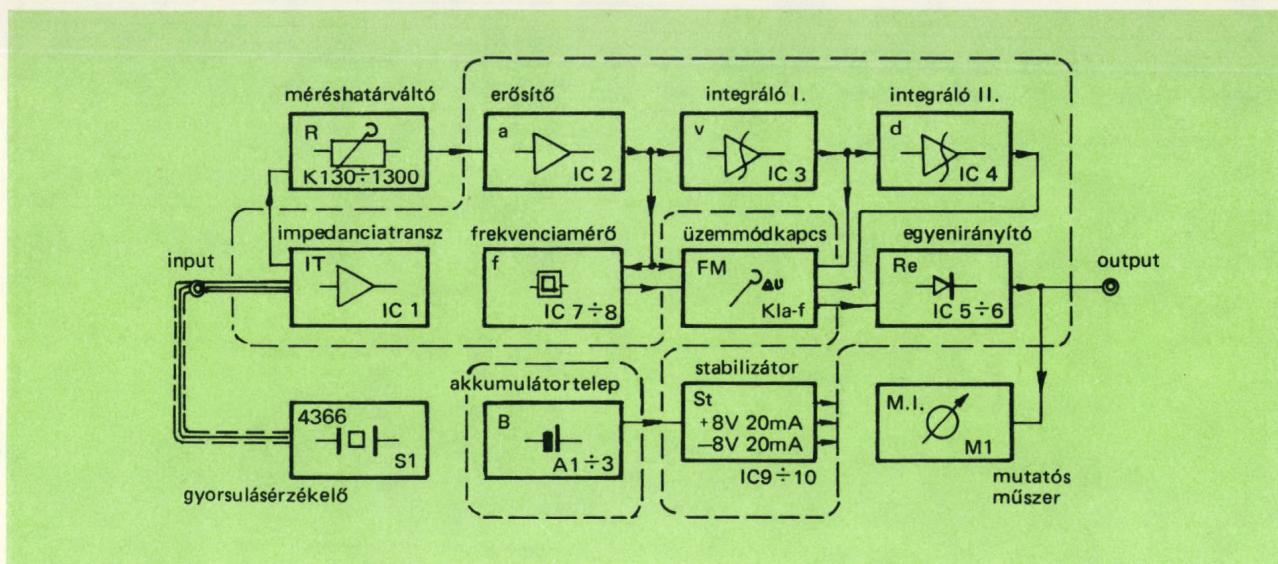 méréshatárváltó
R
K130÷1300
erősítő
a
IC 2
integráló I.
v
IC 3
integráló II.
d
IC 4
input
impedanciatransz
IT
IC 1
frekvenciamérő
f
IC 7÷8
üzemmódkapcs
FM
ΔU
KIa-f
egyenirányító
Re
IC 5÷6
output
4366
S1
gyorsulásérzékelő
akkumulátortelep
B
A1÷3
stabilizátor
St
+8V 20mA
−8V 20mA
IC9÷10
M.I.
M1
mutatós
műszer